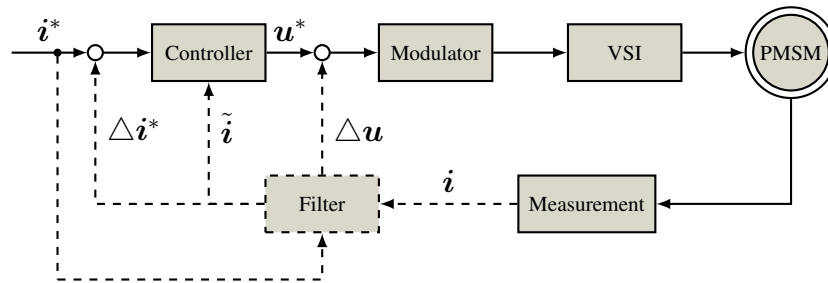 i* u*
Controller Modulator VSI PMSM
△i* ĩ △u
i
Filter Measurement